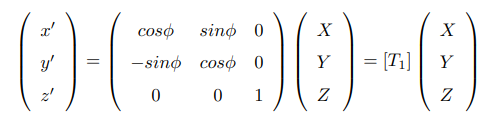 x′ cosϕ sinϕ 0 X X
y′ = −sinϕ cosϕ 0 Y = [T₁] Y
z′ 0 0 1 Z Z